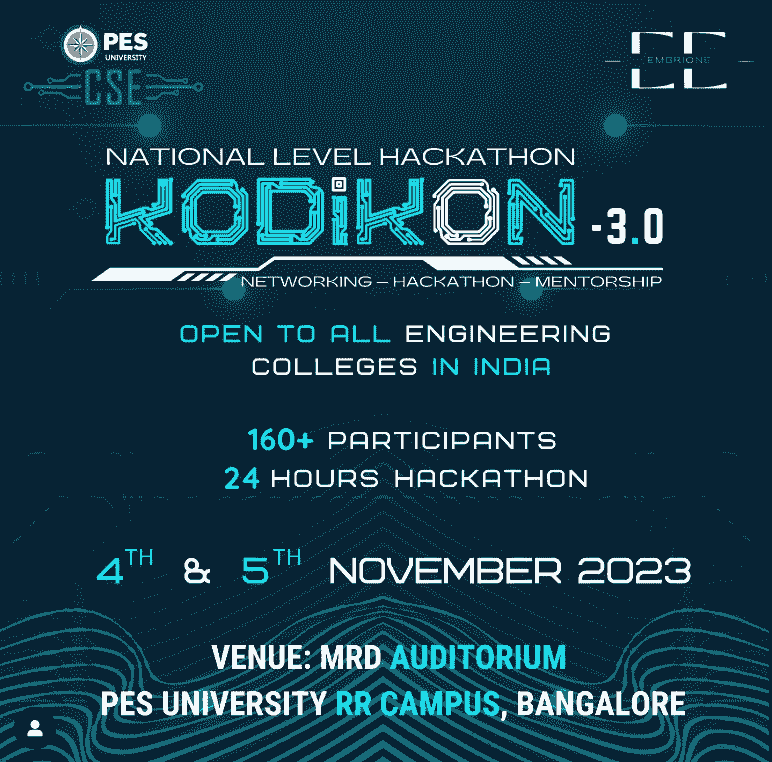 PES
UNIVERSITY
CSE
EMBRIONE
NATIONAL LEVEL HACKATHON
KODiKON -3.0
NETWORKING – HACKATHON – MENTORSHIP
OPEN TO ALL ENGINEERING
COLLEGES IN INDIA
160+ PARTICIPANTS
24 HOURS HACKATHON
4TH & 5TH NOVEMBER 2023
VENUE: MRD AUDITORIUM
PES UNIVERSITY RR CAMPUS, BANGALORE